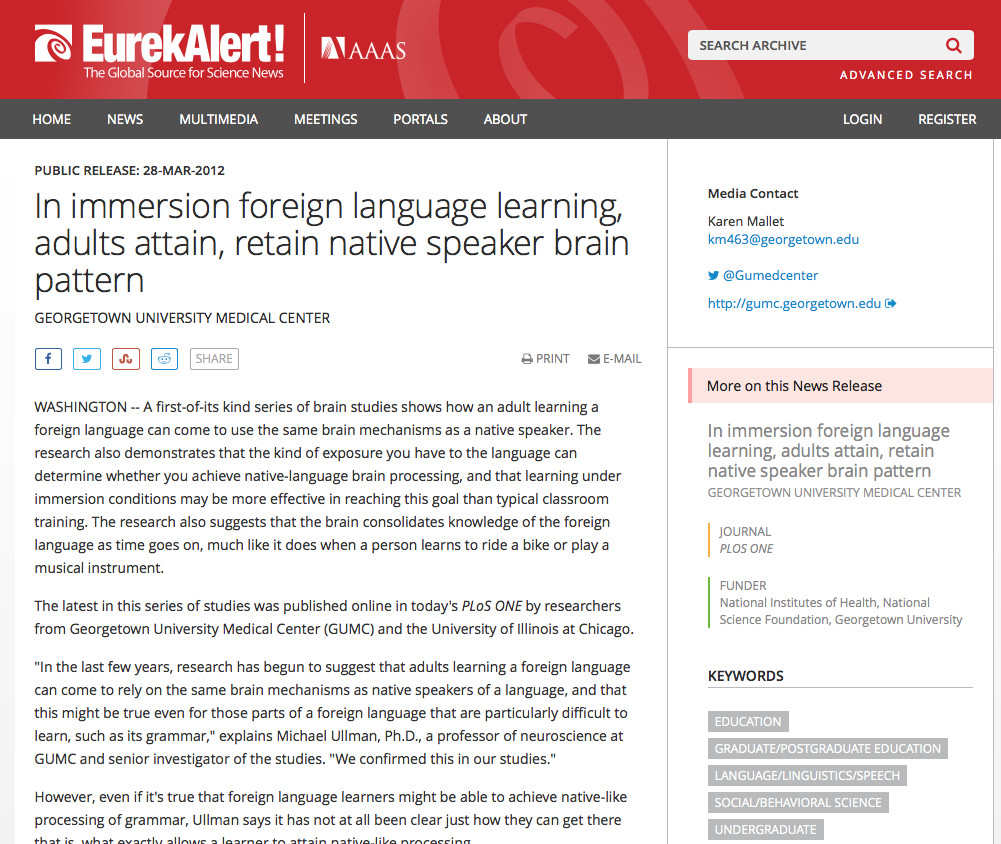 EurekAlert!
The Global Source for Science News
AAAS
SEARCH ARCHIVE
ADVANCED SEARCH
HOME
NEWS
MULTIMEDIA
MEETINGS
PORTALS
ABOUT
LOGIN
REGISTER
PUBLIC RELEASE: 28-MAR-2012
In immersion foreign language learning,
adults attain, retain native speaker brain
pattern
GEORGETOWN UNIVERSITY MEDICAL CENTER
SHARE
PRINT
E-MAIL
WASHINGTON -- A first-of-its kind series of brain studies shows how an adult learning a
foreign language can come to use the same brain mechanisms as a native speaker. The
research also demonstrates that the kind of exposure you have to the language can
determine whether you achieve native-language brain processing, and that learning under
immersion conditions may be more effective in reaching this goal than typical classroom
training. The research also suggests that the brain consolidates knowledge of the foreign
language as time goes on, much like it does when a person learns to ride a bike or play a
musical instrument.
The latest in this series of studies was published online in today's PLoS ONE by researchers
from Georgetown University Medical Center (GUMC) and the University of Illinois at Chicago.
"In the last few years, research has begun to suggest that adults learning a foreign language
can come to rely on the same brain mechanisms as native speakers of a language, and that
this might be true even for those parts of a foreign language that are particularly difficult to
learn, such as its grammar," explains Michael Ullman, Ph.D., a professor of neuroscience at
GUMC and senior investigator of the studies. "We confirmed this in our studies."
However, even if it's true that foreign language learners might be able to achieve native-like
processing of grammar, Ullman says it has not at all been clear just how they can get there
that is, what exactly allows a learner to attain native-like processing.
Media Contact
Karen Mallet
km463@georgetown.edu
@Gumedcenter
http://gumc.georgetown.edu
More on this News Release
In immersion foreign language
learning, adults attain, retain
native speaker brain pattern
GEORGETOWN UNIVERSITY MEDICAL CENTER
JOURNAL
PLOS ONE
FUNDER
National Institutes of Health, National
Science Foundation, Georgetown University
KEYWORDS
EDUCATION
GRADUATE/POSTGRADUATE EDUCATION
LANGUAGE/LINGUISTICS/SPEECH
SOCIAL/BEHAVIORAL SCIENCE
UNDERGRADUATE